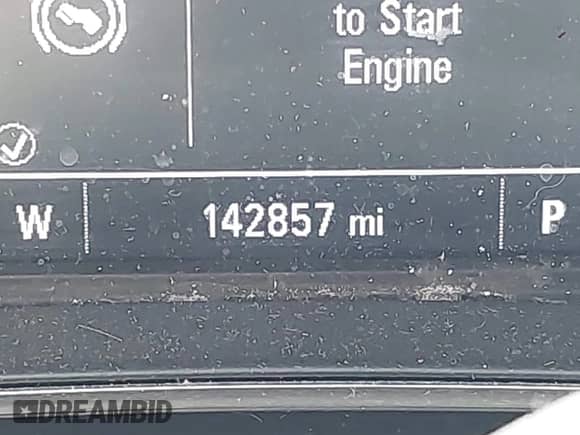 to Start
Engine
W 142857 mi P
DREAMBID